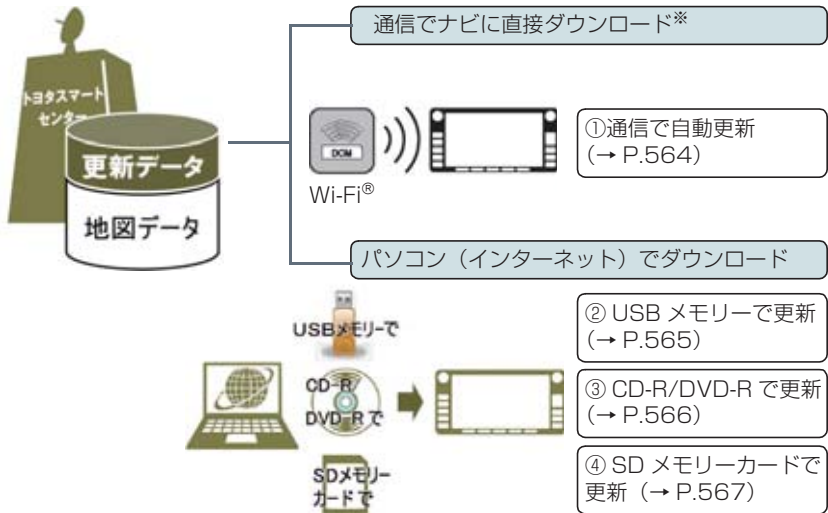 通信でナビに直接ダウンロード※
トヨタスマート
センター
更新データ
地図データ
DCM
Wi-Fi®
①通信で自動更新
(→ P.564)
パソコン（インターネット）でダウンロード
USBメモリーで
② USB メモリーで更新
(→ P.565)
CD-R/
DVD-Rで
③ CD-R/DVD-R で更新
(→ P.566)
SDメモリー
カードで
④ SD メモリーカードで
更新（→ P.567）